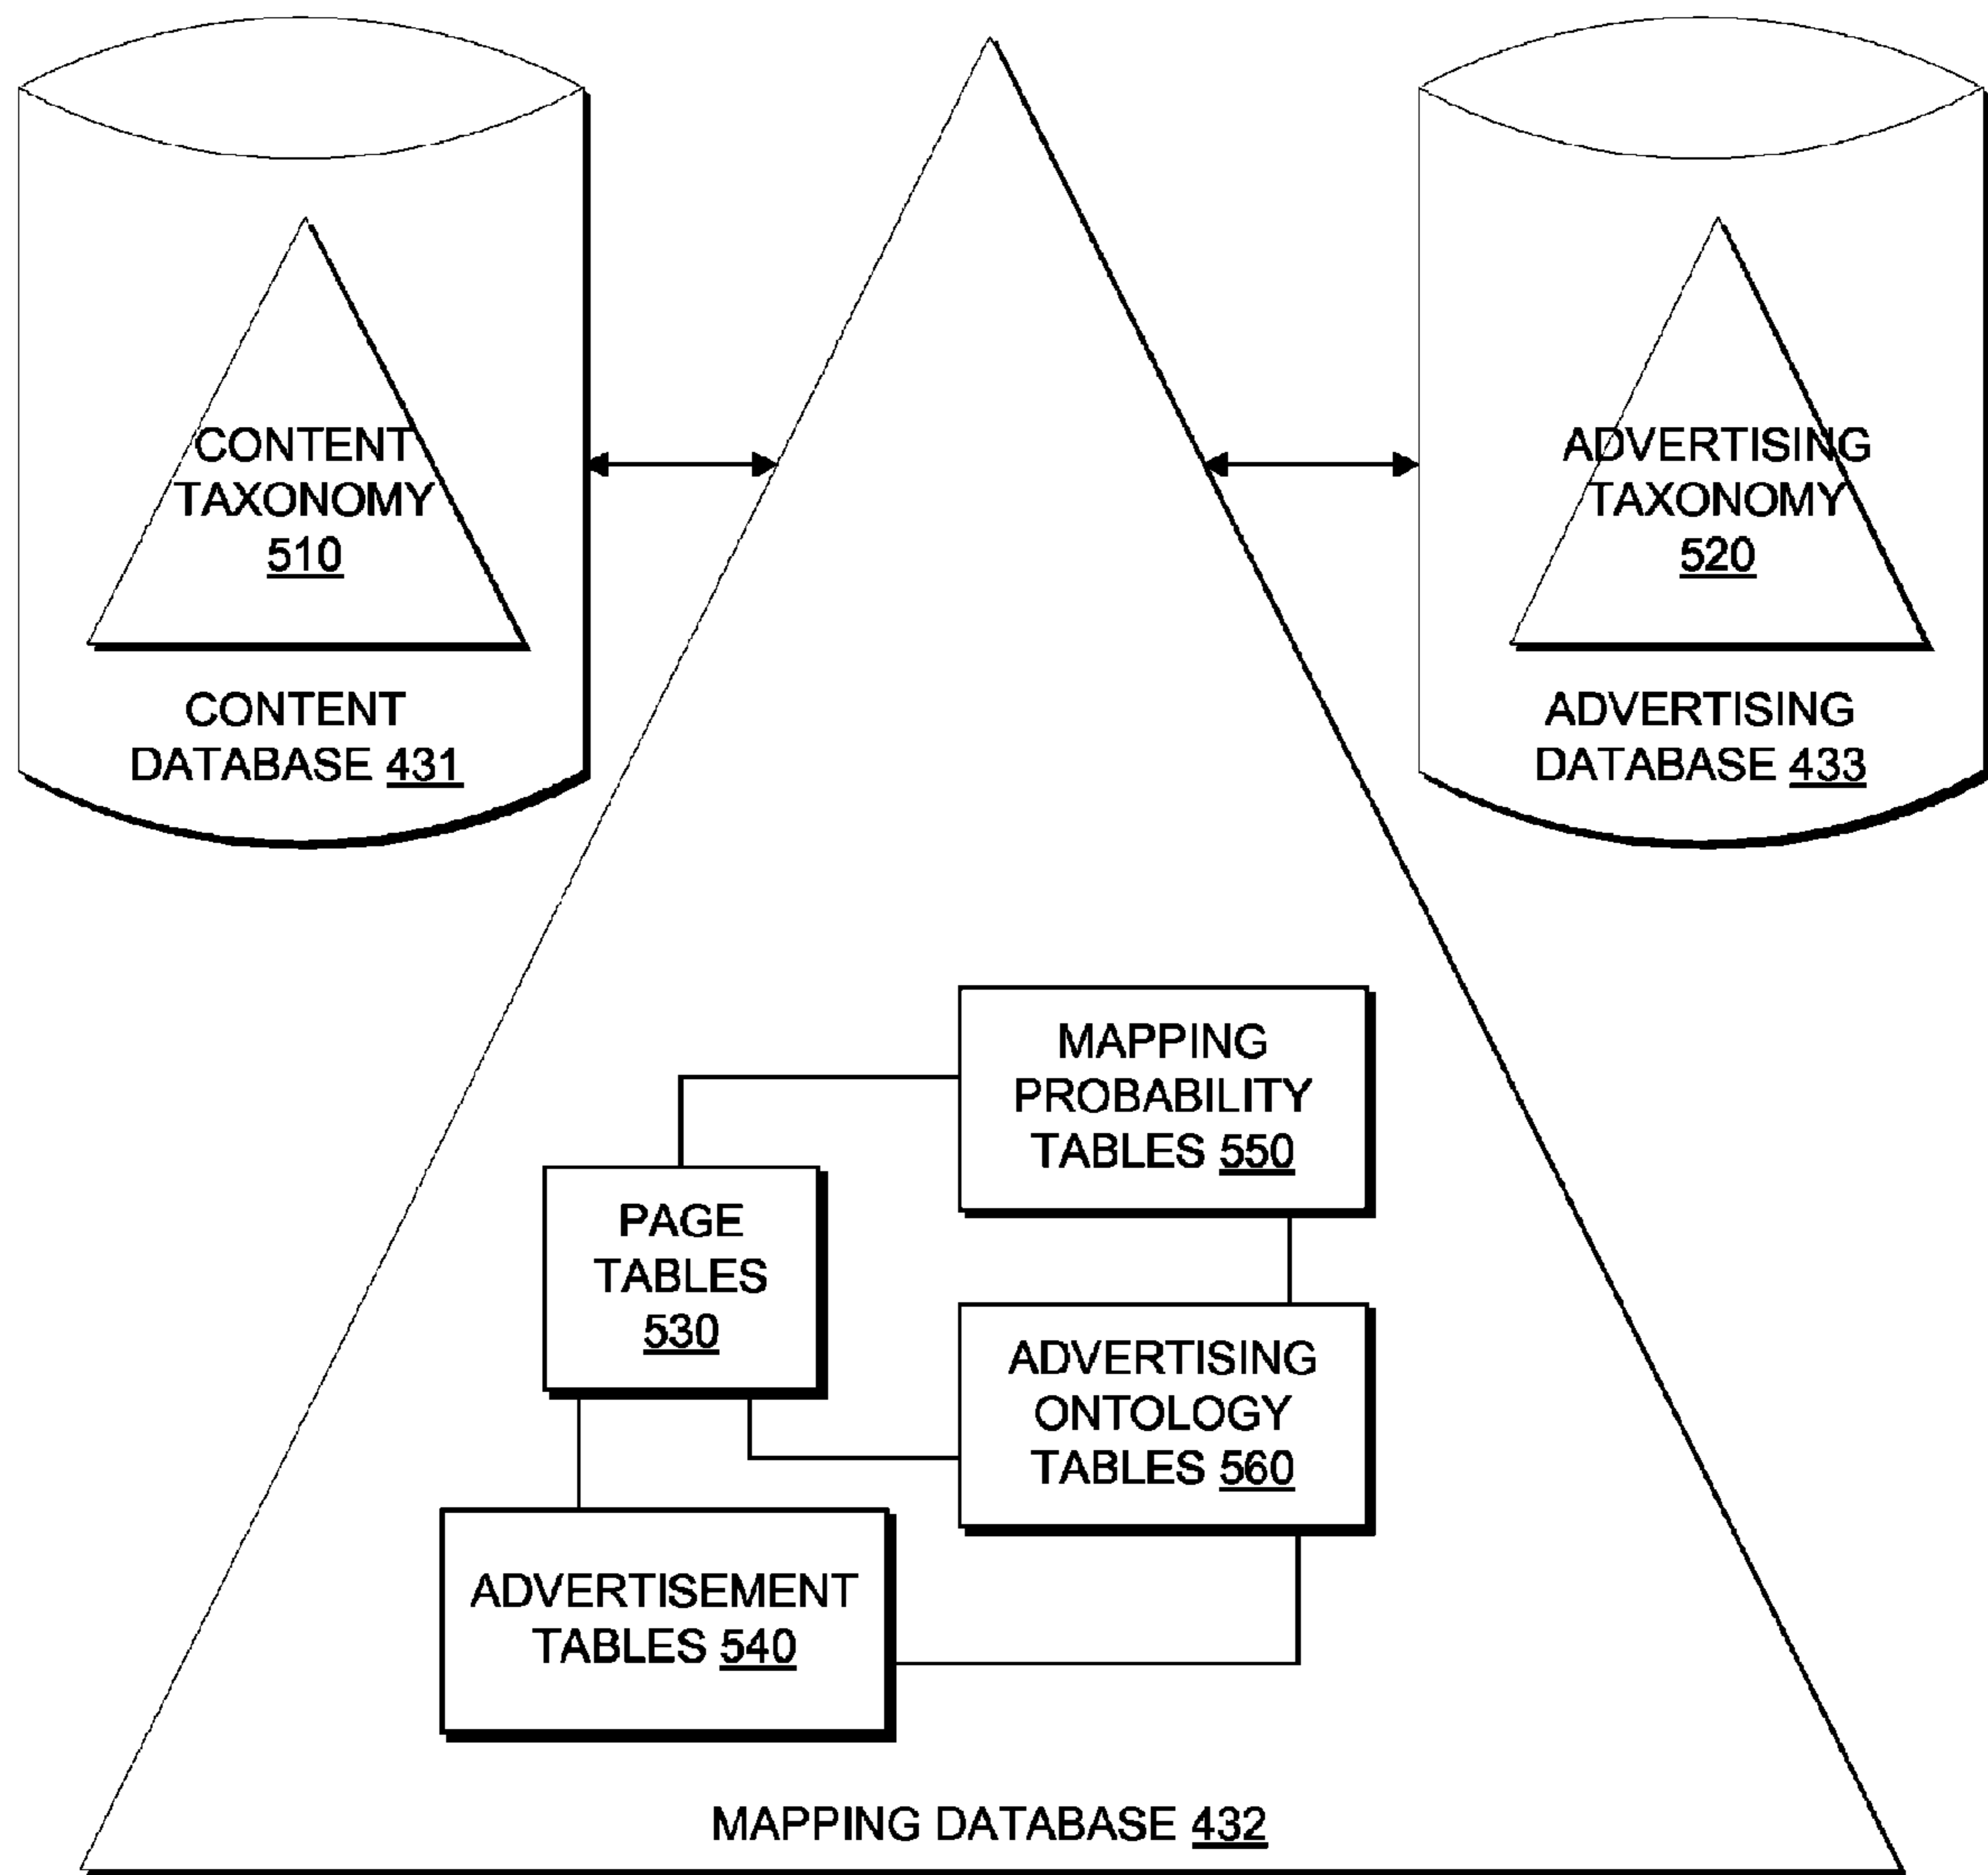 CONTENT
TAXONOMY
510
CONTENT
DATABASE 431
ADVERTISING
TAXONOMY
520
ADVERTISING
DATABASE 433
MAPPING
PROBABILITY
TABLES 550
PAGE
TABLES
530
ADVERTISING
ONTOLOGY
TABLES 560
ADVERTISEMENT
TABLES 540
MAPPING DATABASE 432